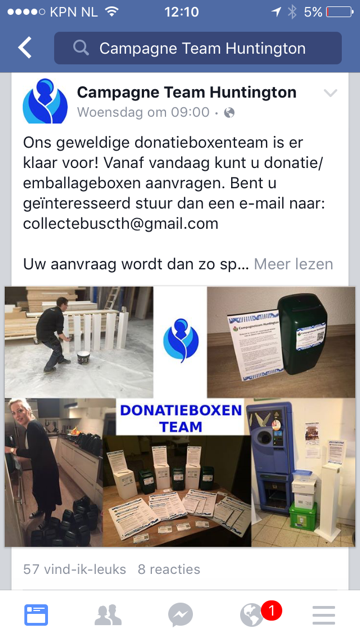 KPN NL 12:10 5%
Campagne Team Huntington
Campagne Team Huntington
Woensdag om 09:00 ·
Ons geweldige donatieboxenteam is er
klaar voor! Vanaf vandaag kunt u donatie/
emballageboxen aanvragen. Bent u
geïnteresseerd stuur dan een e-mail naar:
collectebuscth@gmail.com
Uw aanvraag wordt dan zo sp... Meer lezen
DONATIEBOXEN
TEAM
57 vind-ik-leuks 8 reacties
1